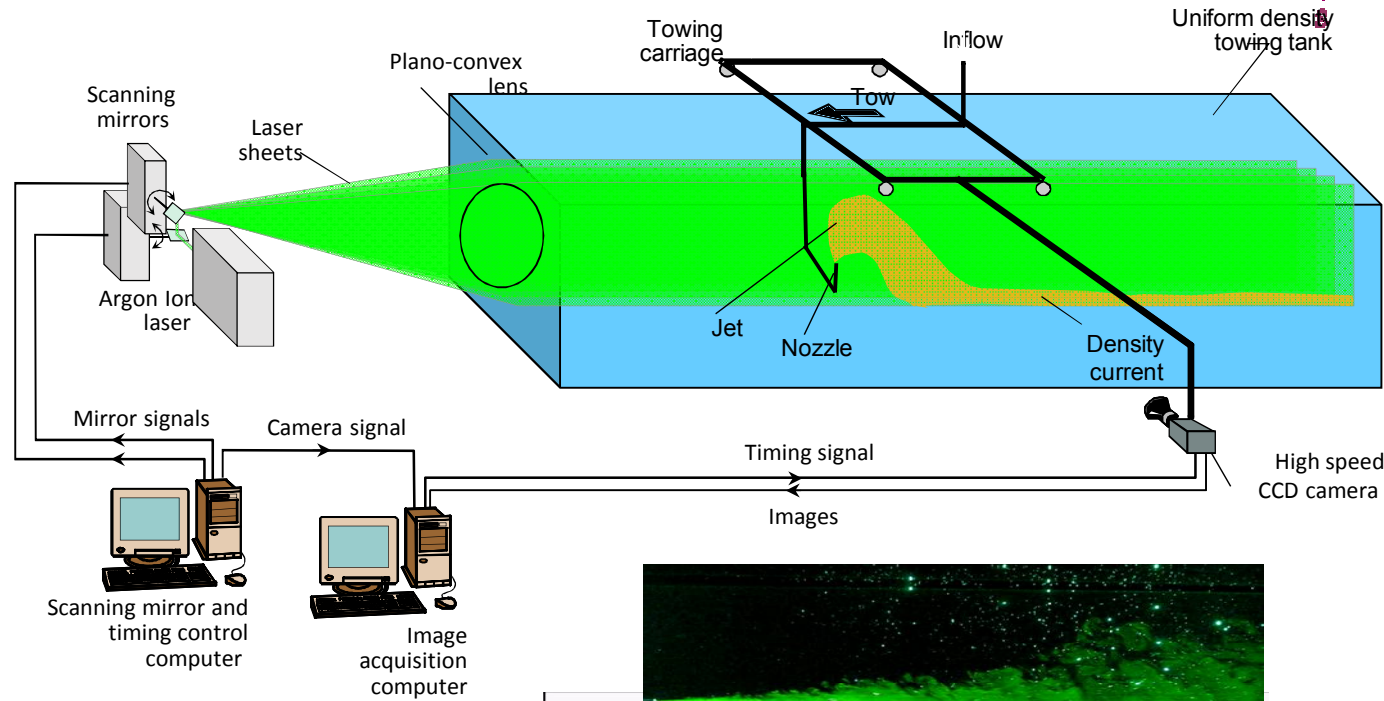 Uniform density
towing tank
Towing
carriage
Inflow
Plano-convex
lens
Tow
Scanning
mirrors
Laser
sheets
Argon Ion
laser
Jet
Nozzle
Density
current
Mirror signals
Camera signal
Timing signal
Images
High speed
CCD camera
Scanning mirror and
timing control
computer
Image
acquisition
computer